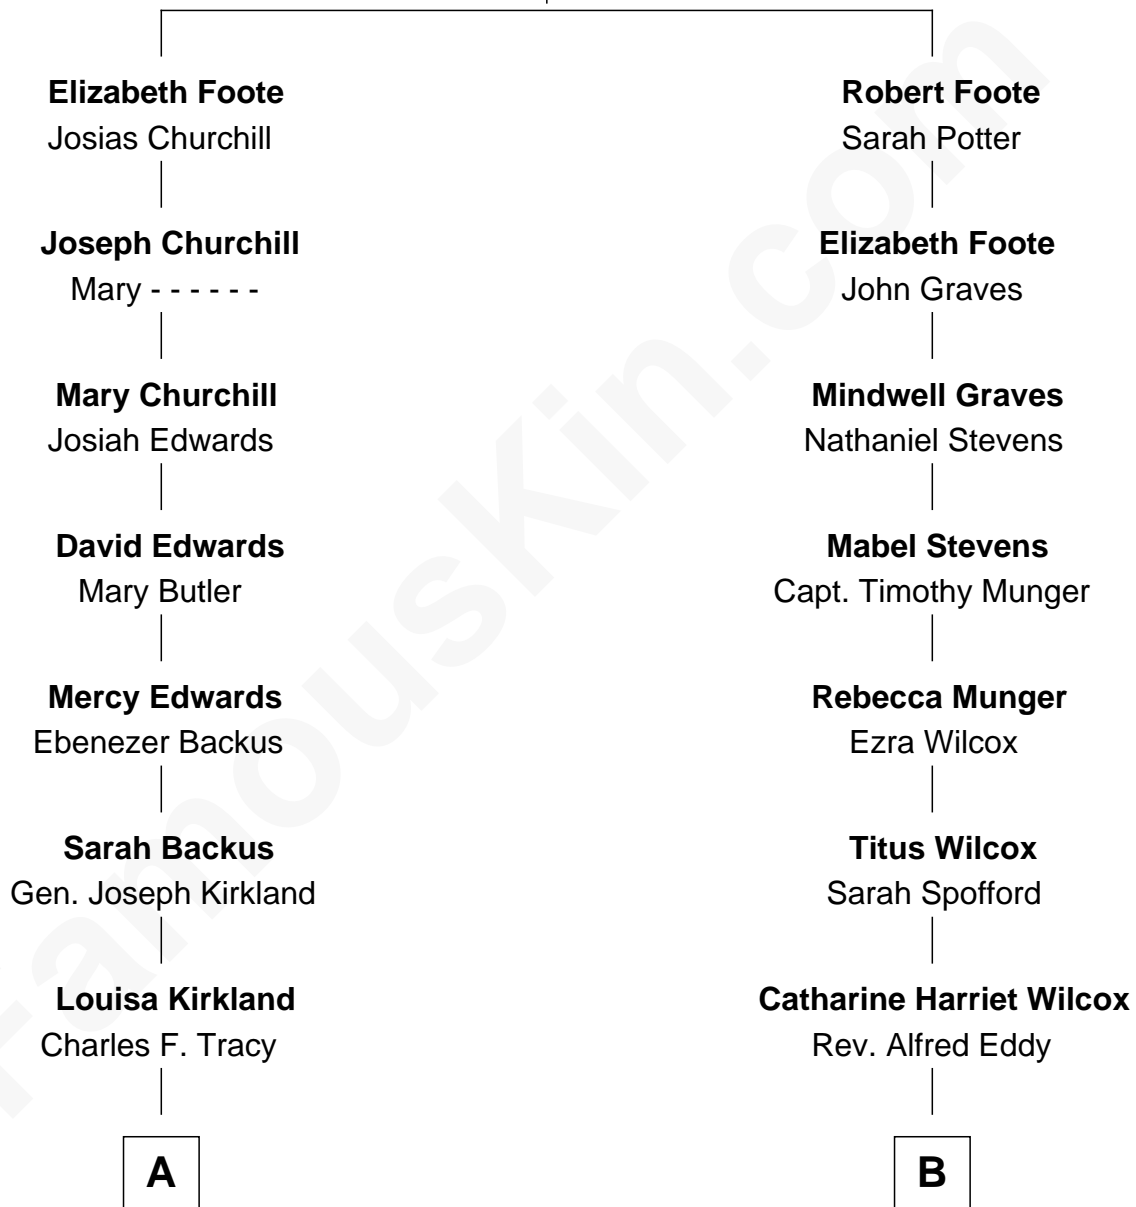 Elizabeth Foote
Josias Churchill
Joseph Churchill
Mary - - - - - -
Mary Churchill
Josiah Edwards
David Edwards
Mary Butler
Mercy Edwards
Ebenezer Backus
Sarah Backus
Gen. Joseph Kirkland
Louisa Kirkland
Charles F. Tracy
A
Robert Foote
Sarah Potter
Elizabeth Foote
John Graves
Mindwell Graves
Nathaniel Stevens
Mabel Stevens
Capt. Timothy Munger
Rebecca Munger
Ezra Wilcox
Titus Wilcox
Sarah Spofford
Catharine Harriet Wilcox
Rev. Alfred Eddy
B
FamousKin.com